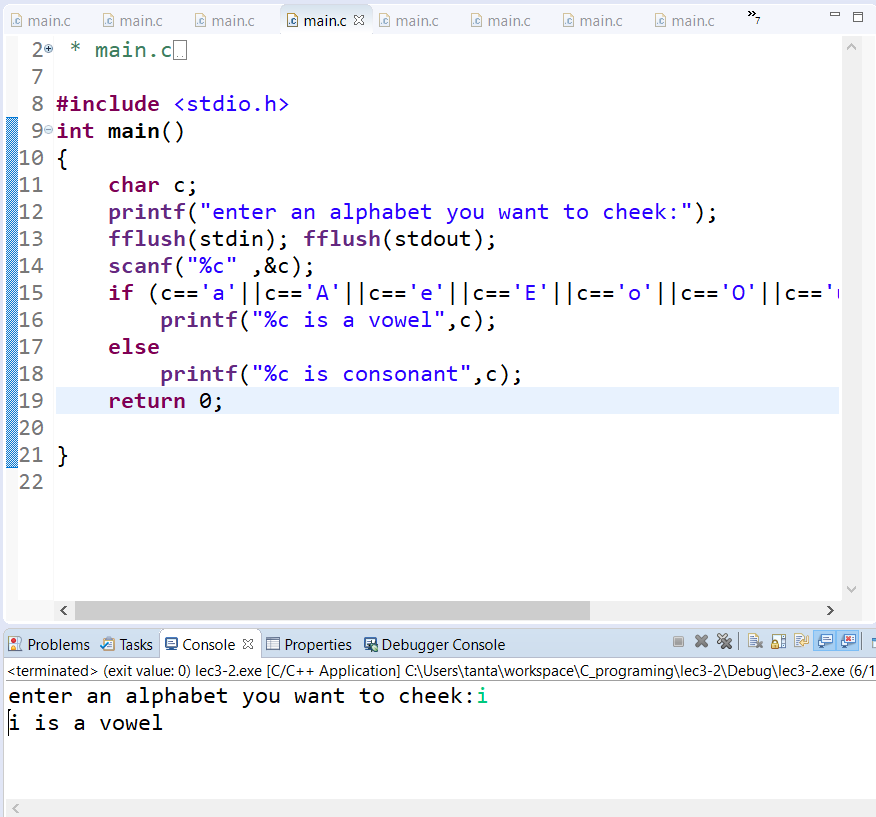 main.c main.c main.c main.c main.c main.c main.c main.c »7
2 * main.c
7
8 #include <stdio.h>
9 int main()
10 {
11 char c;
12 printf("enter an alphabet you want to cheek:");
13 fflush(stdin); fflush(stdout);
14 scanf("%c" ,&c);
15 if (c=='a'||c=='A'||c=='e'||c=='E'||c=='o'||c=='O'||c=='
16 printf("%c is a vowel",c);
17 else
18 printf("%c is consonant",c);
19 return 0;
20
21 }
22
Problems Tasks Console Properties Debugger Console
<terminated> (exit value: 0) lec3-2.exe [C/C++ Application] C:\Users\tanta\workspace\C_programing\lec3-2\Debug\lec3-2.exe (6/1
enter an alphabet you want to cheek:i
i is a vowel